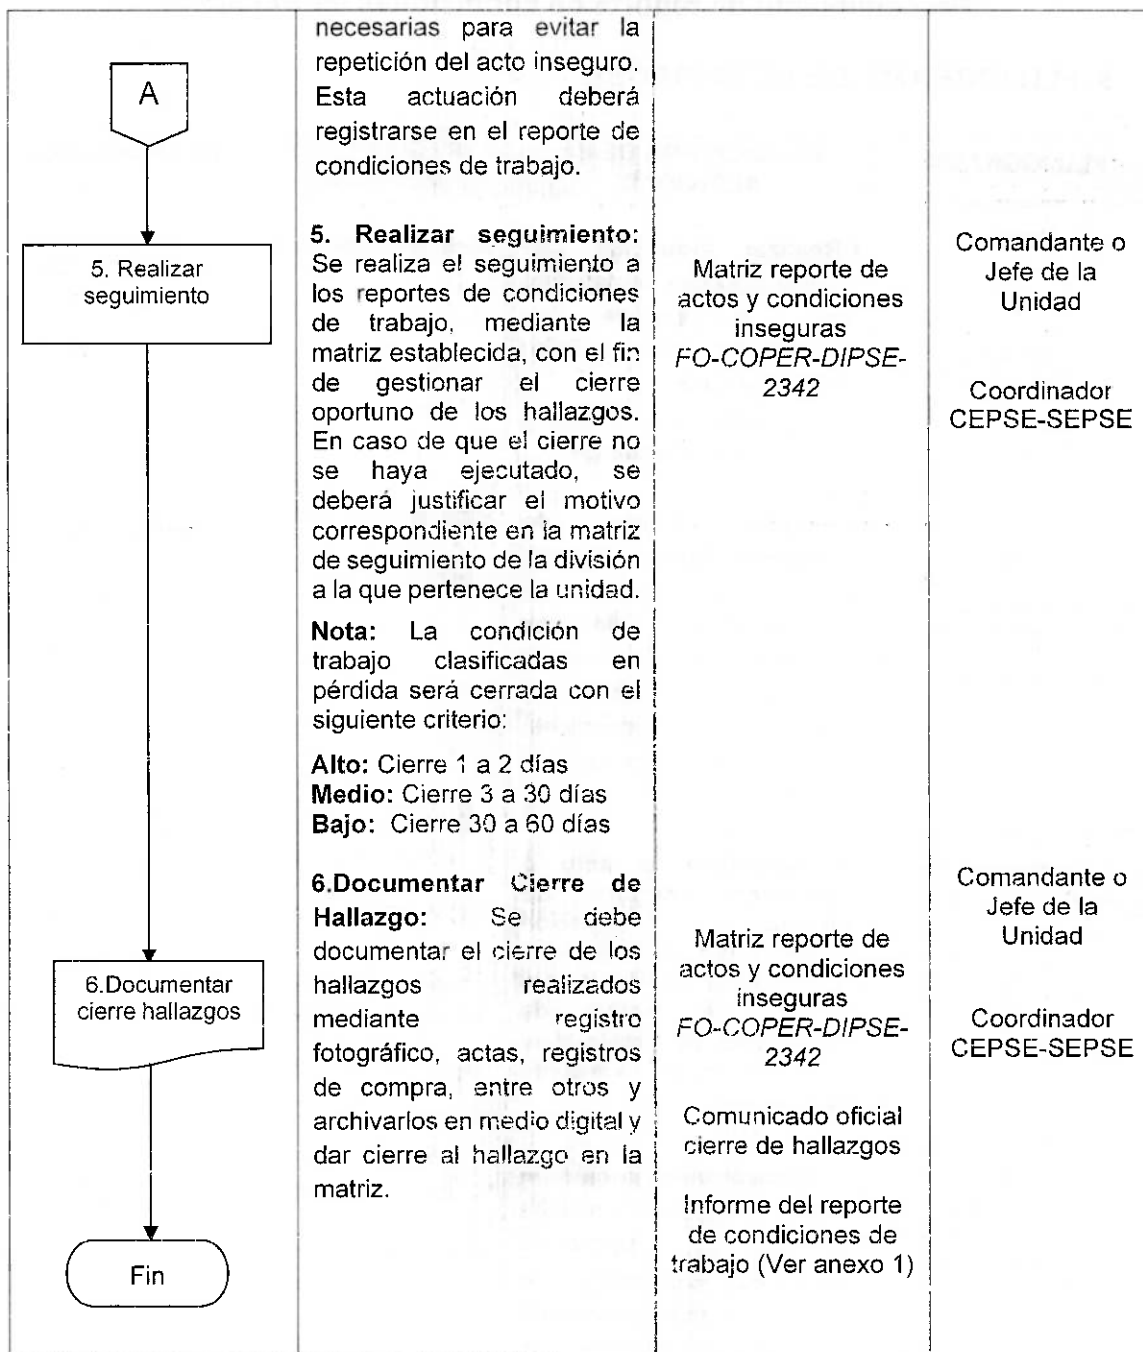 A
necesarias para evitar la
repetición del acto inseguro.
Esta actuación deberá
registrarse en el reporte de
condiciones de trabajo.
5. Realizar
seguimiento
5. Realizar seguimiento:
Se realiza el seguimiento a
los reportes de condiciones
de trabajo, mediante la
matriz establecida, con el fin
de gestionar el cierre
oportuno de los hallazgos.
En caso de que el cierre no
se haya ejecutado, se
deberá justificar el motivo
correspondiente en la matriz
de seguimiento de la división
a la que pertenece la unidad.
Nota: La condición de
trabajo clasificadas en
pérdida será cerrada con el
siguiente criterio:
Alto: Cierre 1 a 2 días
Medio: Cierre 3 a 30 días
Bajo: Cierre 30 a 60 días
Matriz reporte de
actos y condiciones
inseguras
FO-COPER-DIPSE-
2342
Comandante o
Jefe de la
Unidad
Coordinador
CEPSE-SEPSE
6.Documentar
cierre hallazgos
6.Documentar Cierre de
Hallazgo: Se debe
documentar el cierre de los
hallazgos realizados
mediante registro
fotográfico, actas, registros
de compra, entre otros y
archivarlos en medio digital y
dar cierre al hallazgo en la
matriz.
Matriz reporte de
actos y condiciones
inseguras
FO-COPER-DIPSE-
2342
Comunicado oficial
cierre de hallazgos
Informe del reporte
de condiciones de
trabajo (Ver anexo 1)
Comandante o
Jefe de la
Unidad
Coordinador
CEPSE-SEPSE
Fin